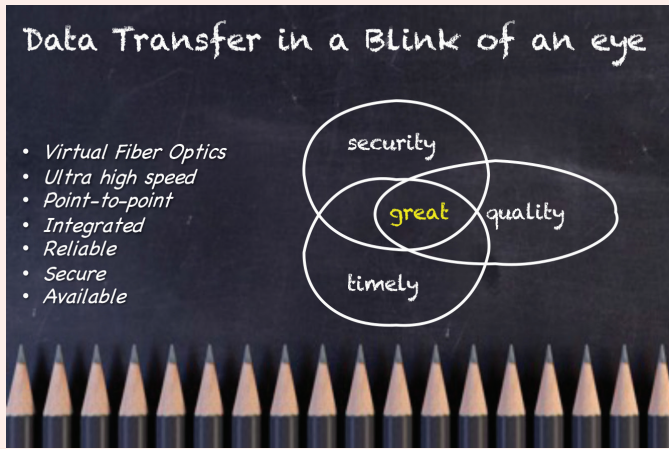 Data Transfer in a Blink of an eye
• Virtual Fiber Optics
• Ultra high speed
• Point-to-point
• Integrated
• Reliable
• Secure
• Available
security
great
quality
timely